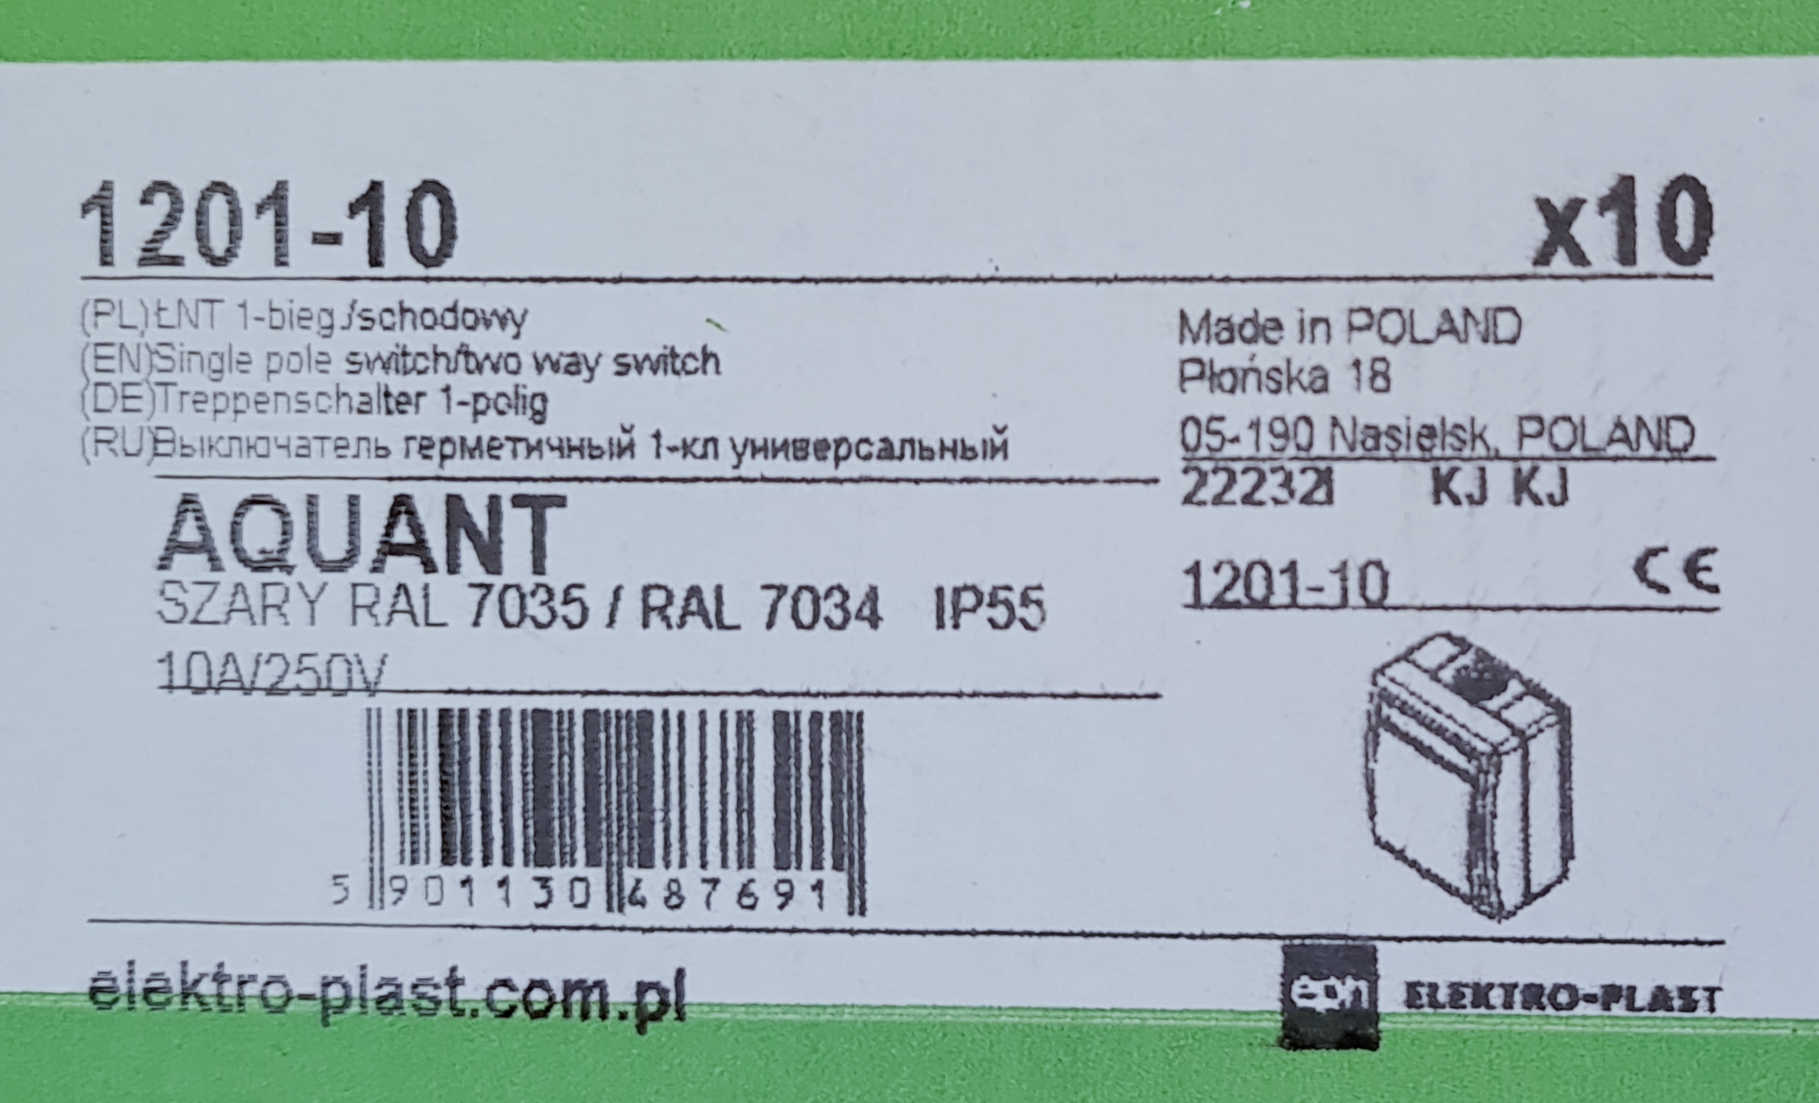 1201-10
x10
(PL)ŁNT 1-bieg./schodowy
(EN)Single pole switch/two way switch
(DE)Treppenschalter 1-polig
(RU)Выключатель герметичный 1-кл универсальный
Made in POLAND
Płońska 18
05-190 Nasielsk, POLAND
KJ KJ
AQUANT
SZARY RAL 7035 / RAL 7034 IP55
10A/250V
1201-10 CE
5 901130 487691
elektro-plast.com.pl
eph ELEKTRO-PLAST